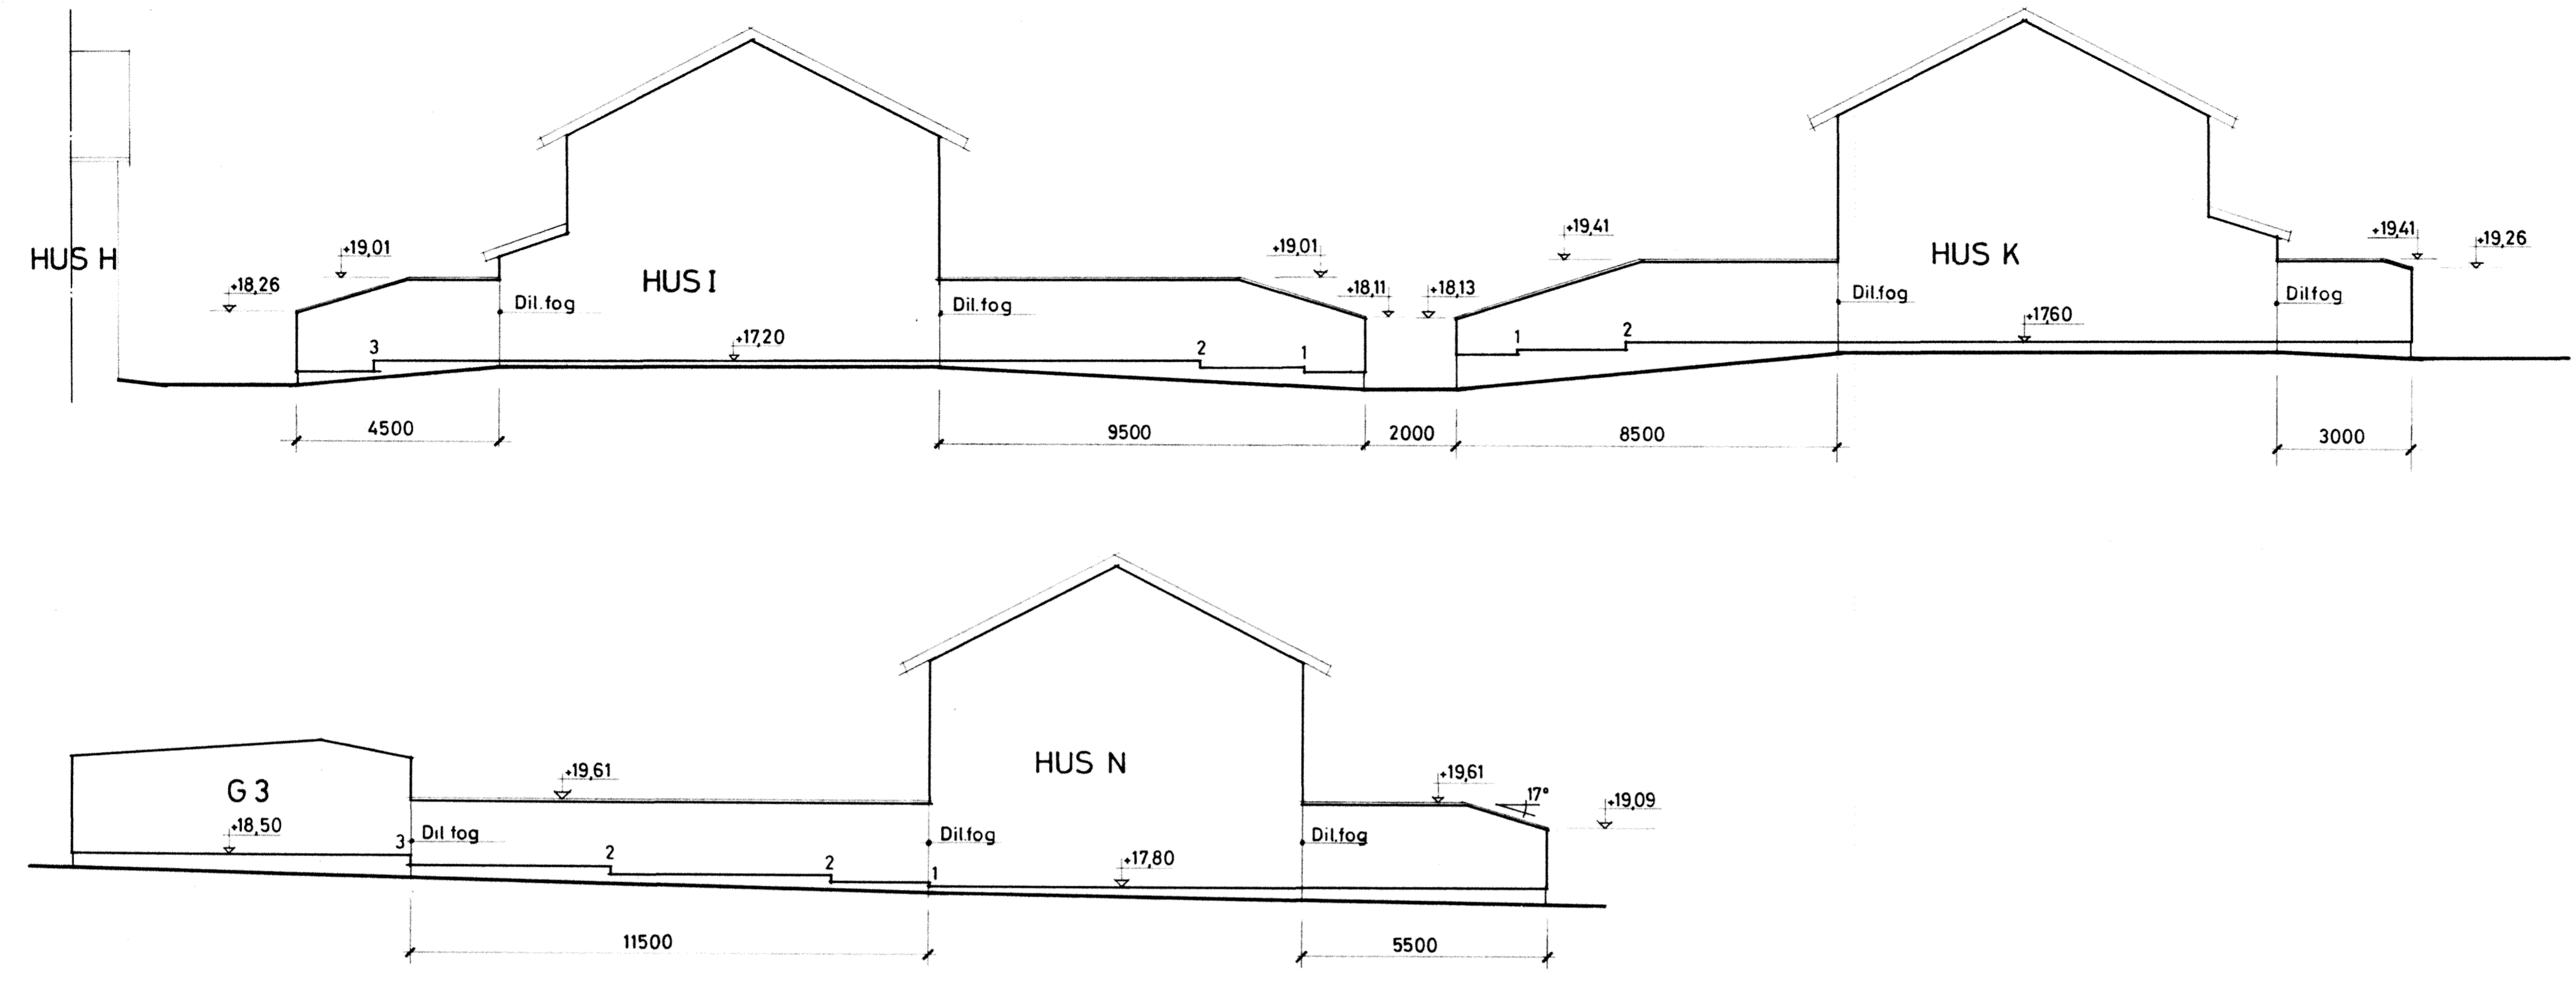 HUS H
+18,26
+19,01
3
4500
Dil.fog
HUS I
+17,20
Dil.fog
9500
2
1
+19,01
+18,11
2000
+18,13
+19,41
1
2
8500
Dil.fog
HUS K
+1760
Dilfog
+19,41
+19,26
3000
G3
+18,50
3
Dil fog
+19,61
2
2
11500
Dil.fog
1
HUS N
+17,80
Dil.fog
+19,61
17°
+19,09
5500